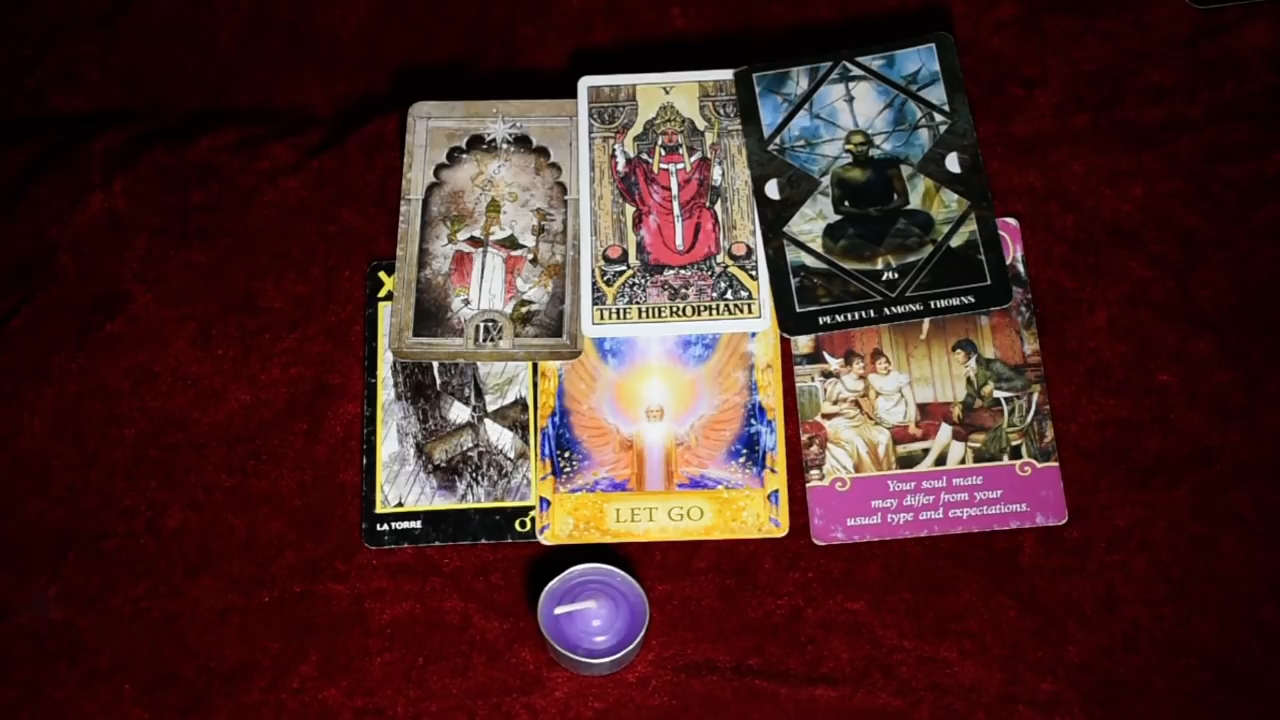 V
THE HIEROPHANT
26
PEACEFUL AMONG THORNS
IX
X
LA TORRE
LET GO
Your soul mate
may differ from your
usual type and expectations.